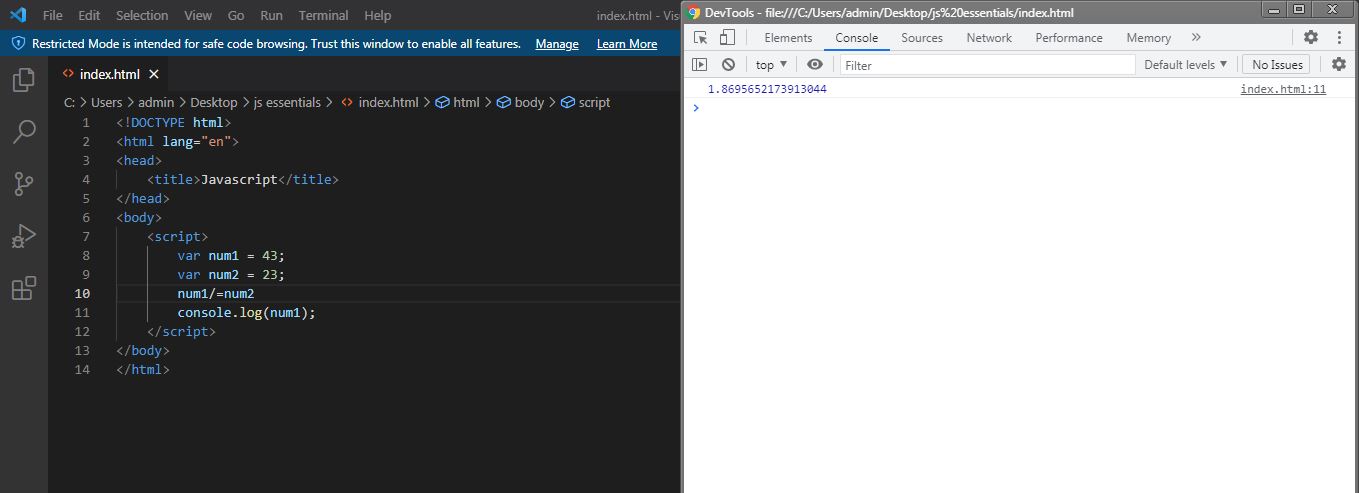 File Edit Selection View Go Run Terminal Help index.html - Vis
Restricted Mode is intended for safe code browsing. Trust this window to enable all features. Manage Learn More
index.html
C: > Users > admin > Desktop > js essentials > index.html > html > body > script
1 <!DOCTYPE html>
2 <html lang="en">
3 <head>
4 <title>Javascript</title>
5 </head>
6 <body>
7 <script>
8 var num1 = 43;
9 var num2 = 23;
10 num1/=num2
11 console.log(num1);
12 </script>
13 </body>
14 </html>
DevTools - file:///C:/Users/admin/Desktop/js%20essentials/index.html
Elements Console Sources Network Performance Memory »
top Filter Default levels No Issues
1.8695652173913044 index.html:11
>